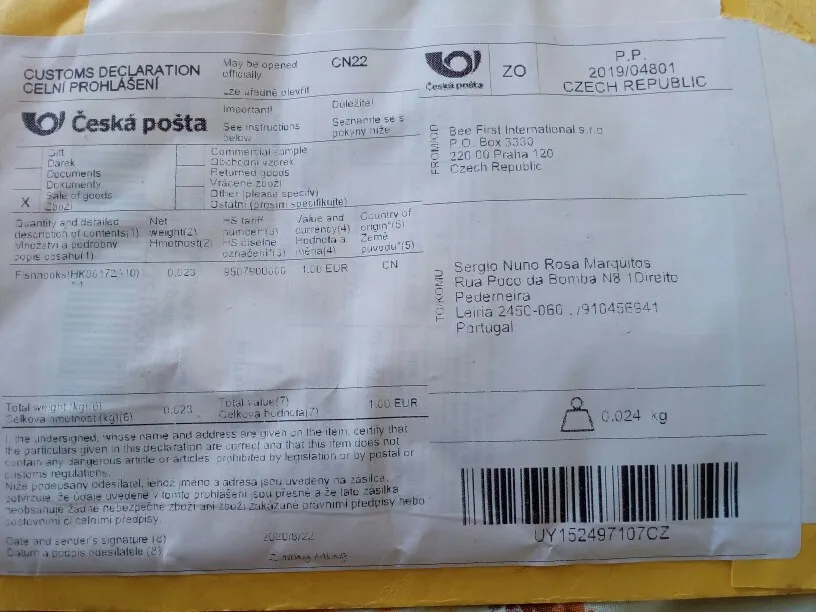 CUSTOMS DECLARATION
CELNÍ PROHLÁŠENÍ
May be opened
officially
CN22
Lze úředně otevřít
Important!
Důležité!
See instructions
below
Seznamte se s
pokyny níže
Česká pošta
Gift
Dárek
Documents
Dokumenty
X
Sale of goods
Zboží
Commercial sample
Obchodní vzorek
Returned goods
Vrácené zboží
Other (please specify)
Ostatní (prosím specifikujte)
Quantity and detailed
description of contents(1)
Množství a podrobný
popis obsahu(1)
Net
weight(2)
Hmotnost(2)
HS tariff
number*(3)
HS číselné
označení*(3)
Value and
currency(4)
Hodnota a
měna(4)
Country of
origin*(5)
Země
původu*(5)
0.023
1.00 EUR
CN
Total weight (kg)(6)
Celková hmotnost (kg)(6)
0.023
Total value(7)
Celková hodnota(7)
1.00 EUR
I, the undersigned, whose name and address are given on the item, certify that
the particulars given in this declaration are correct and that this item does not
contain any dangerous article or articles prohibited by legislation or by postal or
customs regulations.
Níže podepsaný odesílatel, jehož jméno a adresa jsou uvedeny na zásilce,
potvrzuje, že údaje uvedené v tomto prohlášení jsou přesné a že tato zásilka
neobsahuje žádné nebezpečné zboží ani zboží zakázané právními předpisy nebo
poštovními či celními předpisy.
Date and sender's signature (8)
Datum a podpis odesílatele (8)
2020/8/22
Česká pošta
ZO
P.P.
2019/04801
CZECH REPUBLIC
FROM/OD
Bee First International s.r.o
P.O. Box 3330
220 00 Praha 120
Czech Republic
TO/KOMU
Sergio Nuno Rosa Marquitos
Rua Poco da Bomba N8 1Direito
Pederneira
Leiria 2450-060 ,/910456941
Portugal
0.024 kg
UY152497107CZ